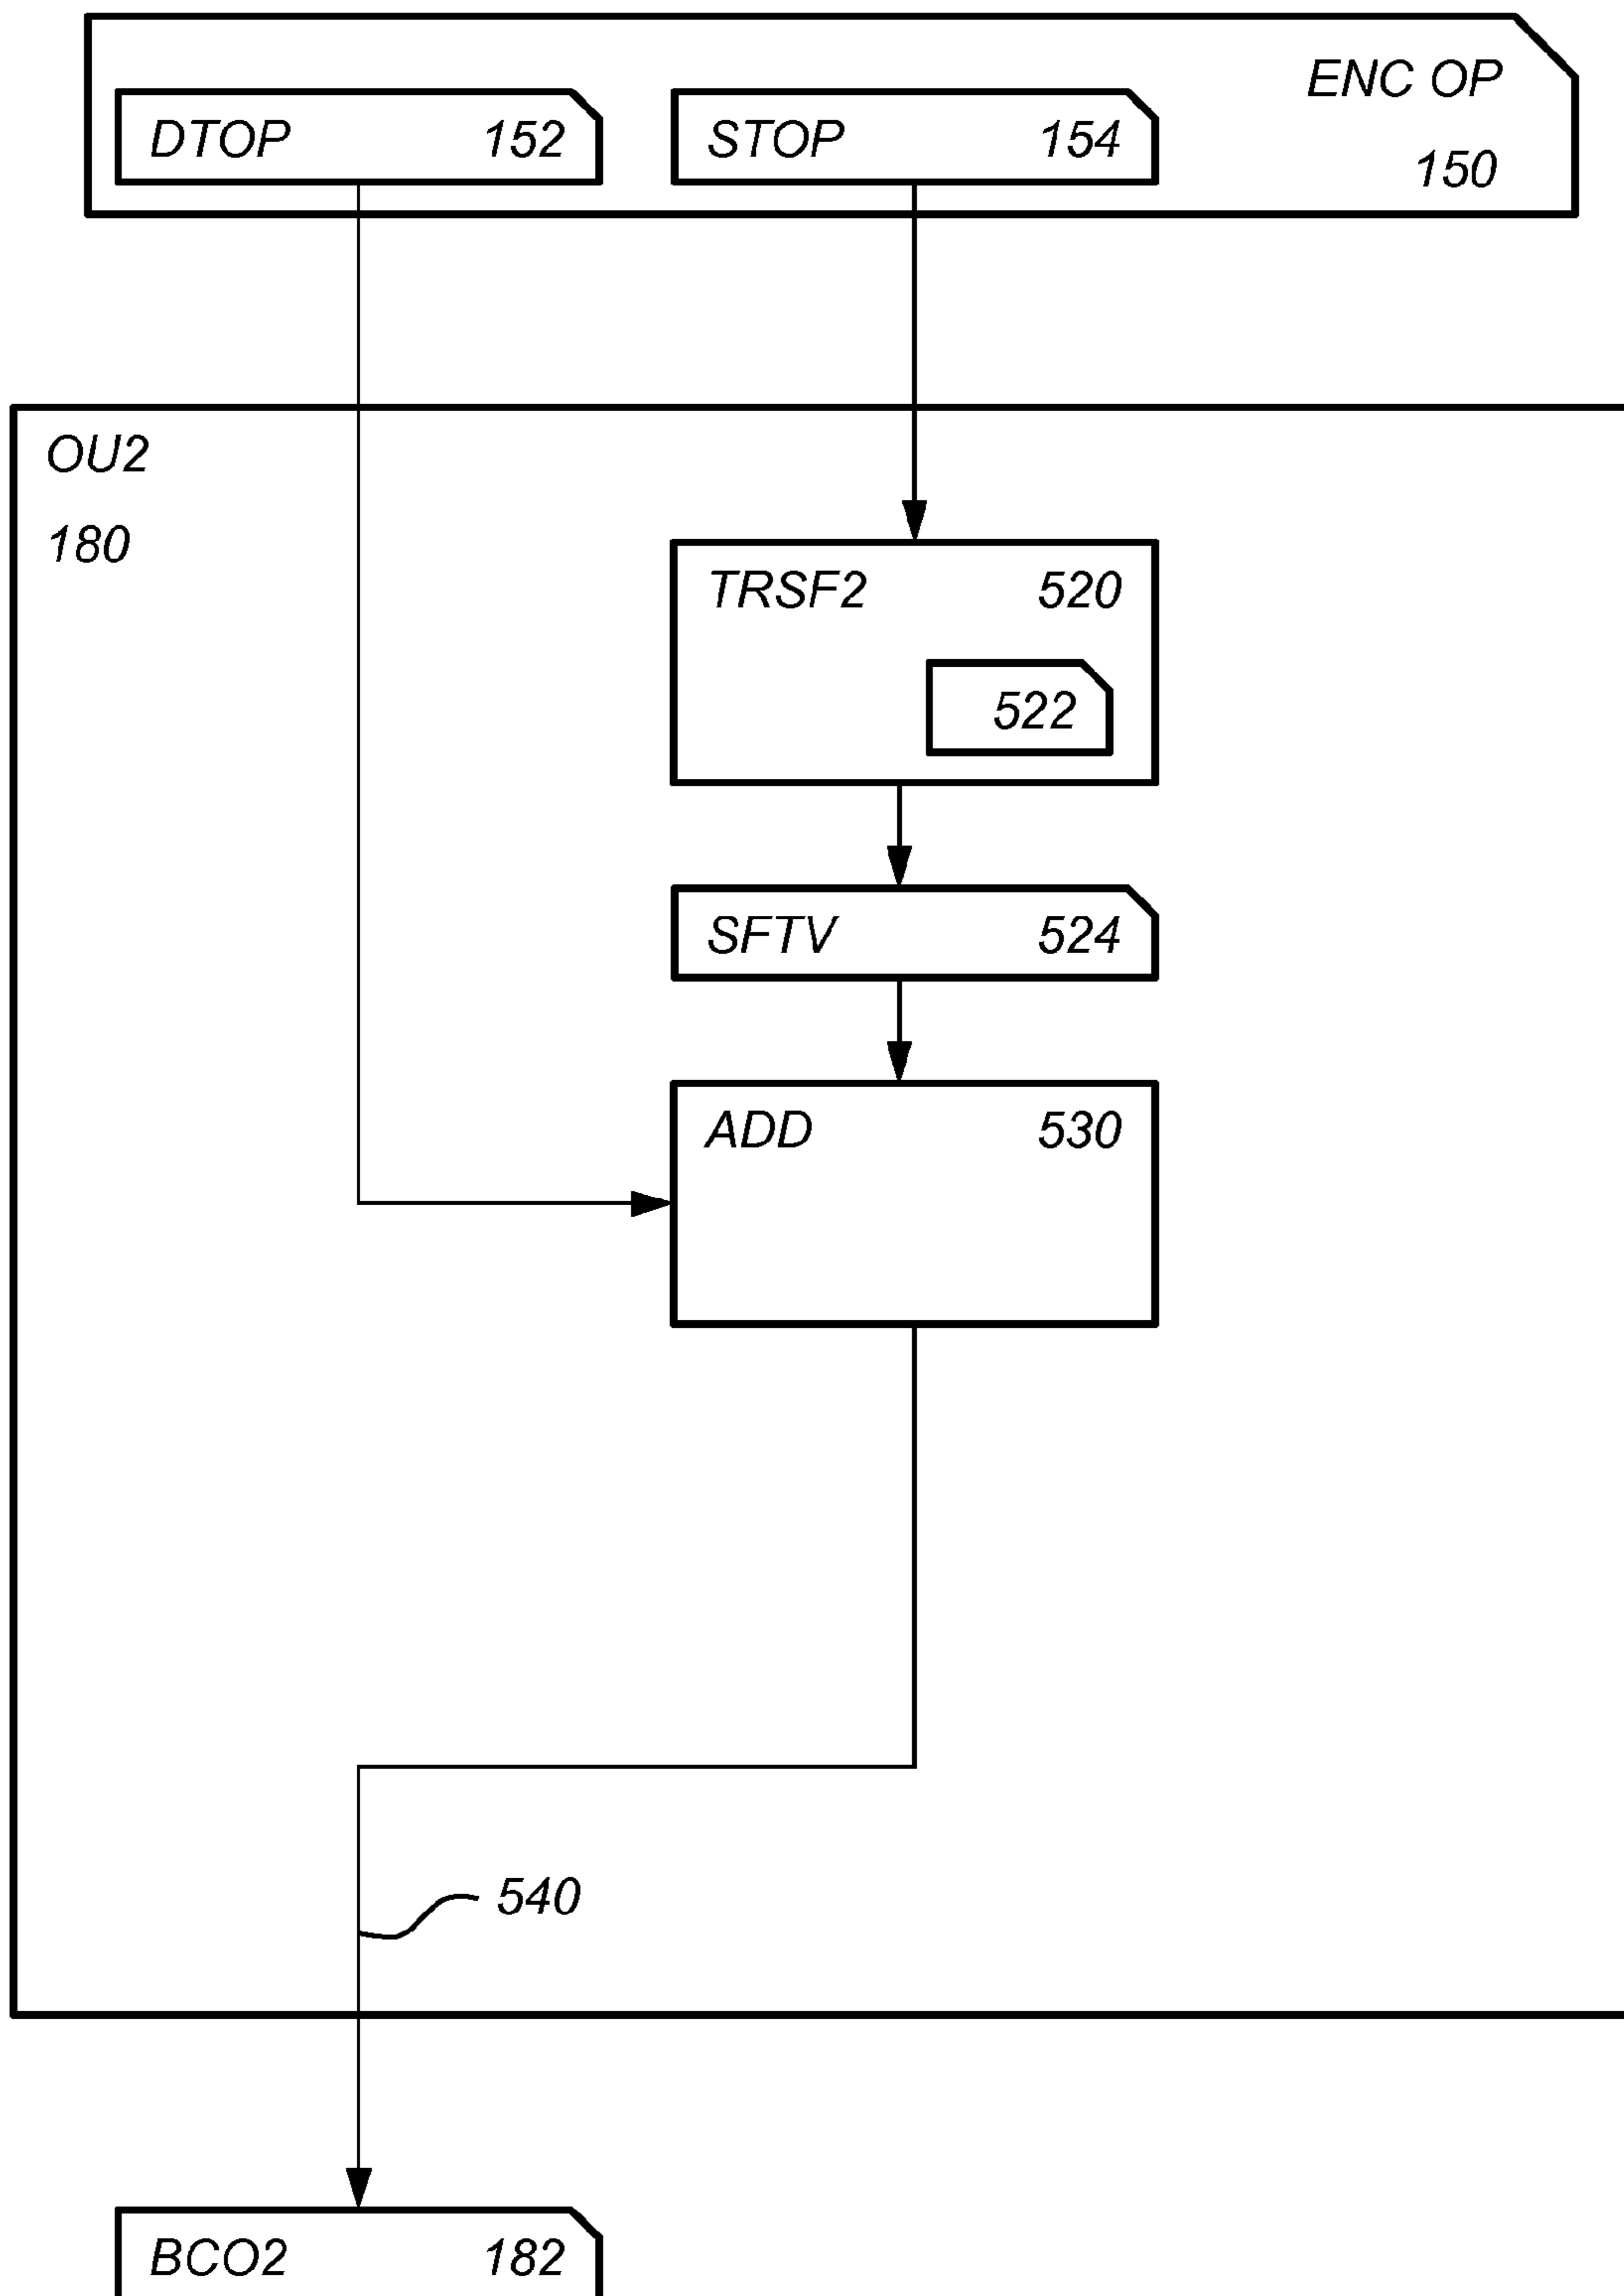 ENC OP
150
DTOP 152
STOP 154
OU2
180
TRSF2 520
522
SFTV 524
ADD 530
540
BCO2 182